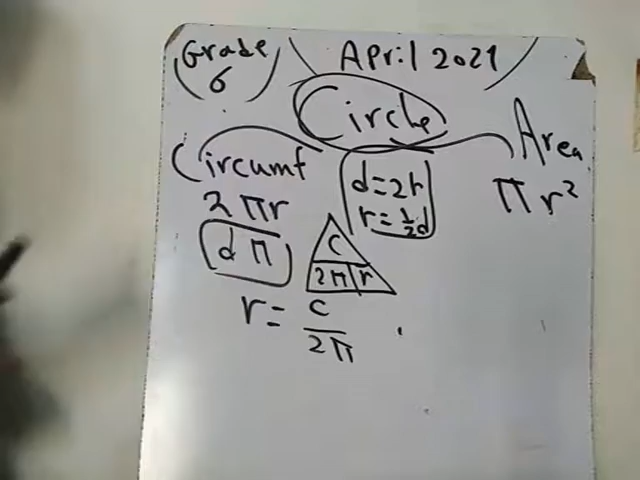 Grade 6
April 2021
Circle
Circumf
2πr
dπ
d=2r
r=½d
Area
πr²
C
2π r
r= C/2π